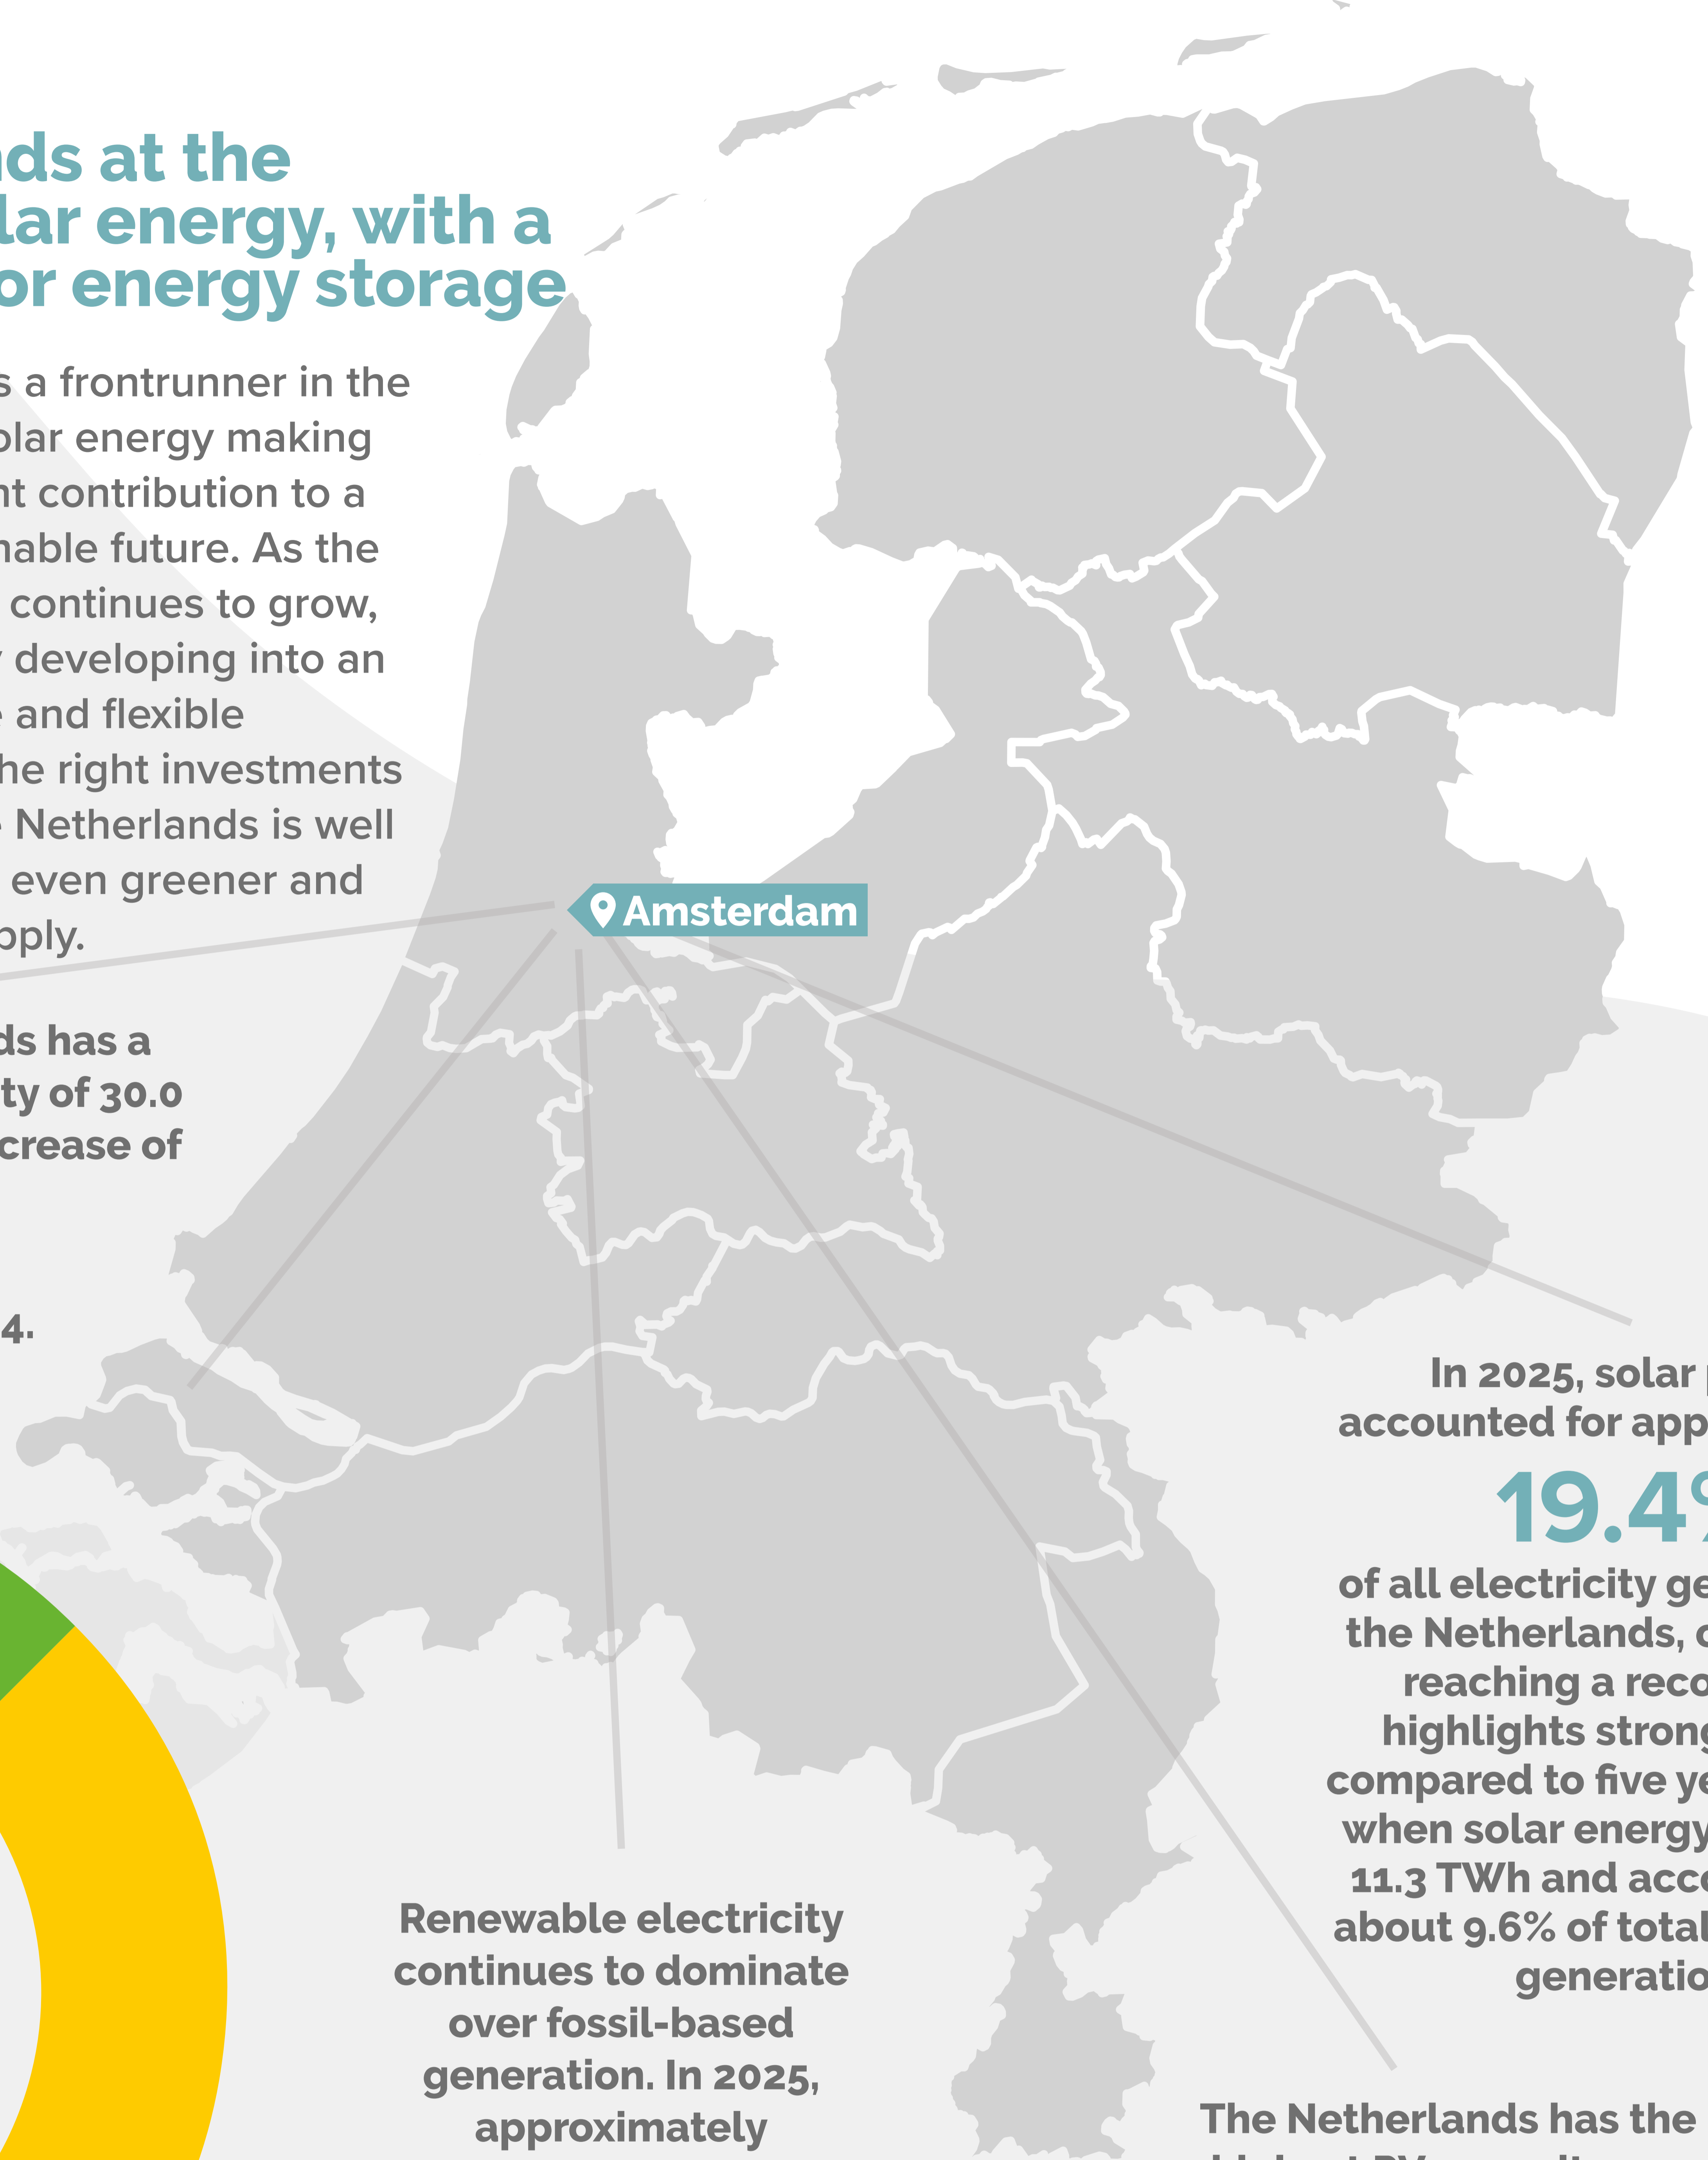 nds at the
lar energy, with a
or energy storage
s a frontrunner in the
olar energy making
nt contribution to a
nable future. As the
continues to grow,
y developing into an
e and flexible
he right investments
e Netherlands is well
even greener and
pply.
Amsterdam
ds has a
ty of 30.0
crease of
4.
In 2025, solar
accounted for app
19.4%
of all electricity ge
the Netherlands,
reaching a reco
highlights strong
compared to five ye
when solar energy
11.3 TWh and acco
about 9.6% of total
generatio
Renewable electricity
continues to dominate
over fossil-based
generation. In 2025,
approximately
The Netherlands has the